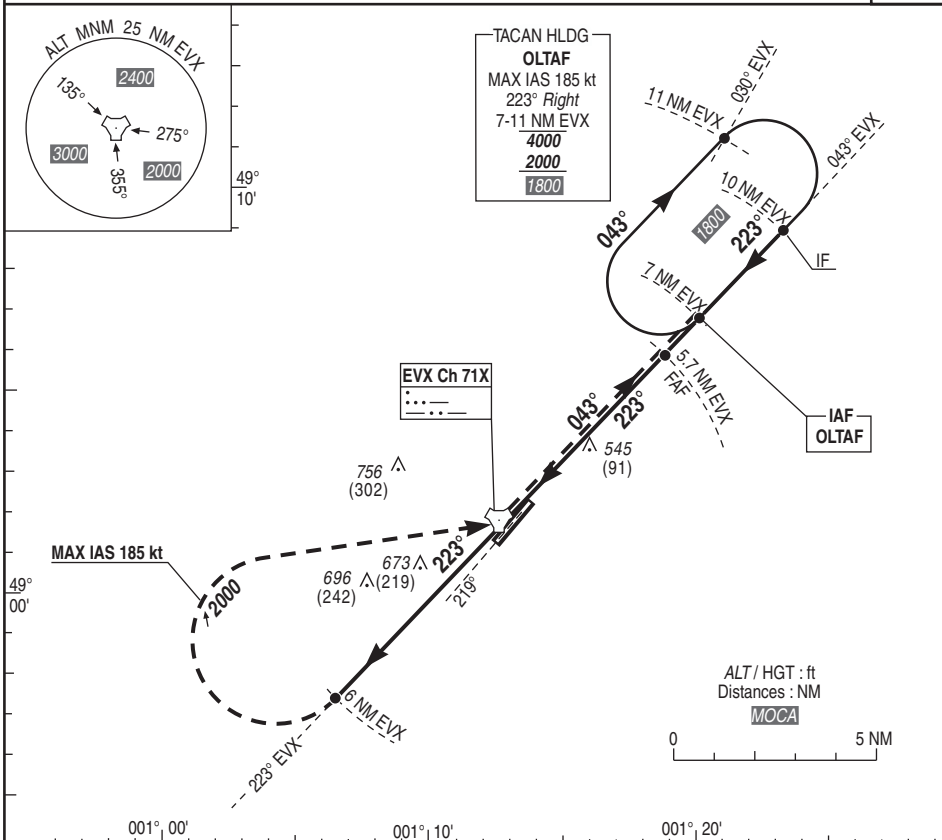 ALT MNM 25 NM EVX
2400
135°
275°
3000
355°
2000
49°
10'
TACAN HLDG
OLTAF
MAX IAS 185 kt
223° Right
7-11 NM EVX
4000
2000
1800
11 NM EVX
030° EVX
043° EVX
10 NM EVX
1800
043°
223°
IF
7 NM EVX
5.7 NM EVX
FAF
IAF
OLTAF
EVX Ch 71X
043°
223°
545
(91)
756
(302)
MAX IAS 185 kt
673
(219)
696
(242)
223°
219°
2000
49°
00'
6 NM EVX
223° EVX
ALT / HGT : ft
Distances : NM
MOCA
0 5 NM
001° 00'
001° 10'
001° 20'